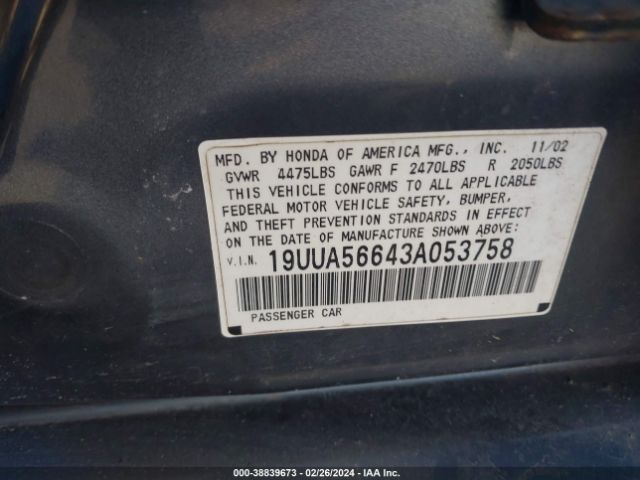 MFD. BY HONDA OF AMERICA MFG., INC. 11/02
GVWR 4475LBS GAWR F 2470LBS R 2050LBS
THIS VEHICLE CONFORMS TO ALL APPLICABLE
FEDERAL MOTOR VEHICLE SAFETY, BUMPER,
AND THEFT PREVENTION STANDARDS IN EFFECT
ON THE DATE OF MANUFACTURE SHOWN ABOVE:
V.I.N. 19UUA56643A053758
PASSENGER CAR
000-38839673 — 02/26/2024 — IAA Inc.